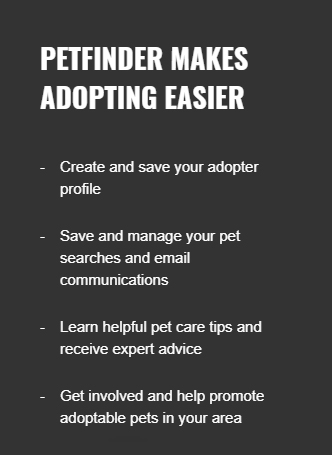 PETFINDER MAKES
ADOPTING EASIER
- Create and save your adopter
profile
- Save and manage your pet
searches and email
communications
- Learn helpful pet care tips and
receive expert advice
- Get involved and help promote
adoptable pets in your area